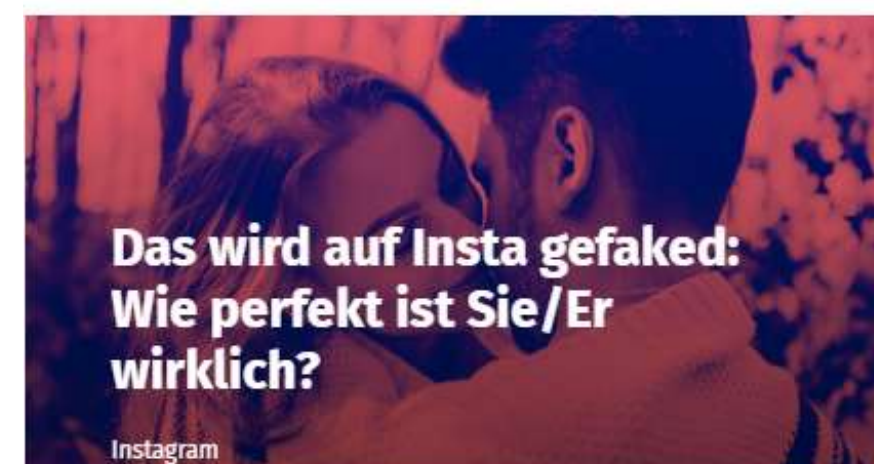 Das wird auf Insta gefaked:
Wie perfekt ist Sie/Er
wirklich?
Instagram